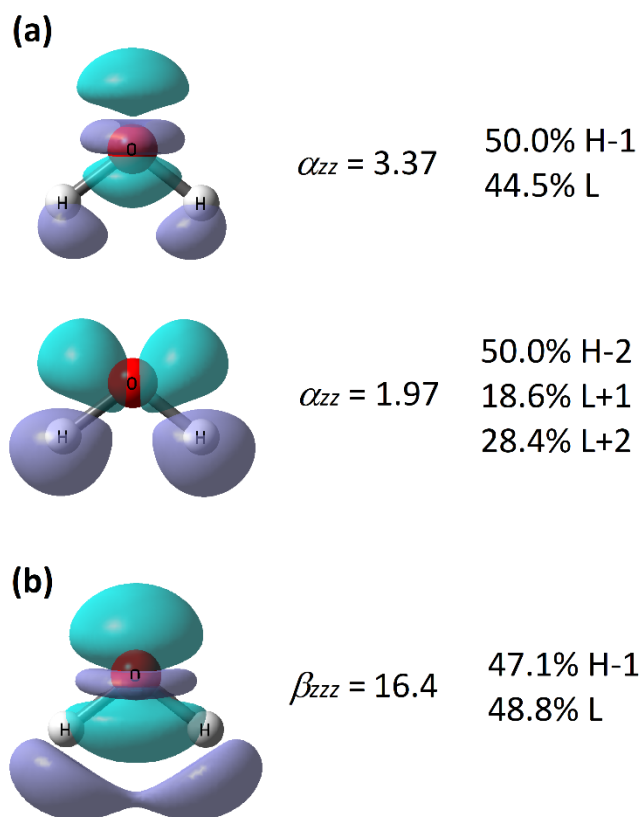 (a)
O
H H
αzz = 3.37
50.0% H-1
44.5% L
O
H H
αzz = 1.97
50.0% H-2
18.6% L+1
28.4% L+2
(b)
O
H H
βzzz = 16.4
47.1% H-1
48.8% L